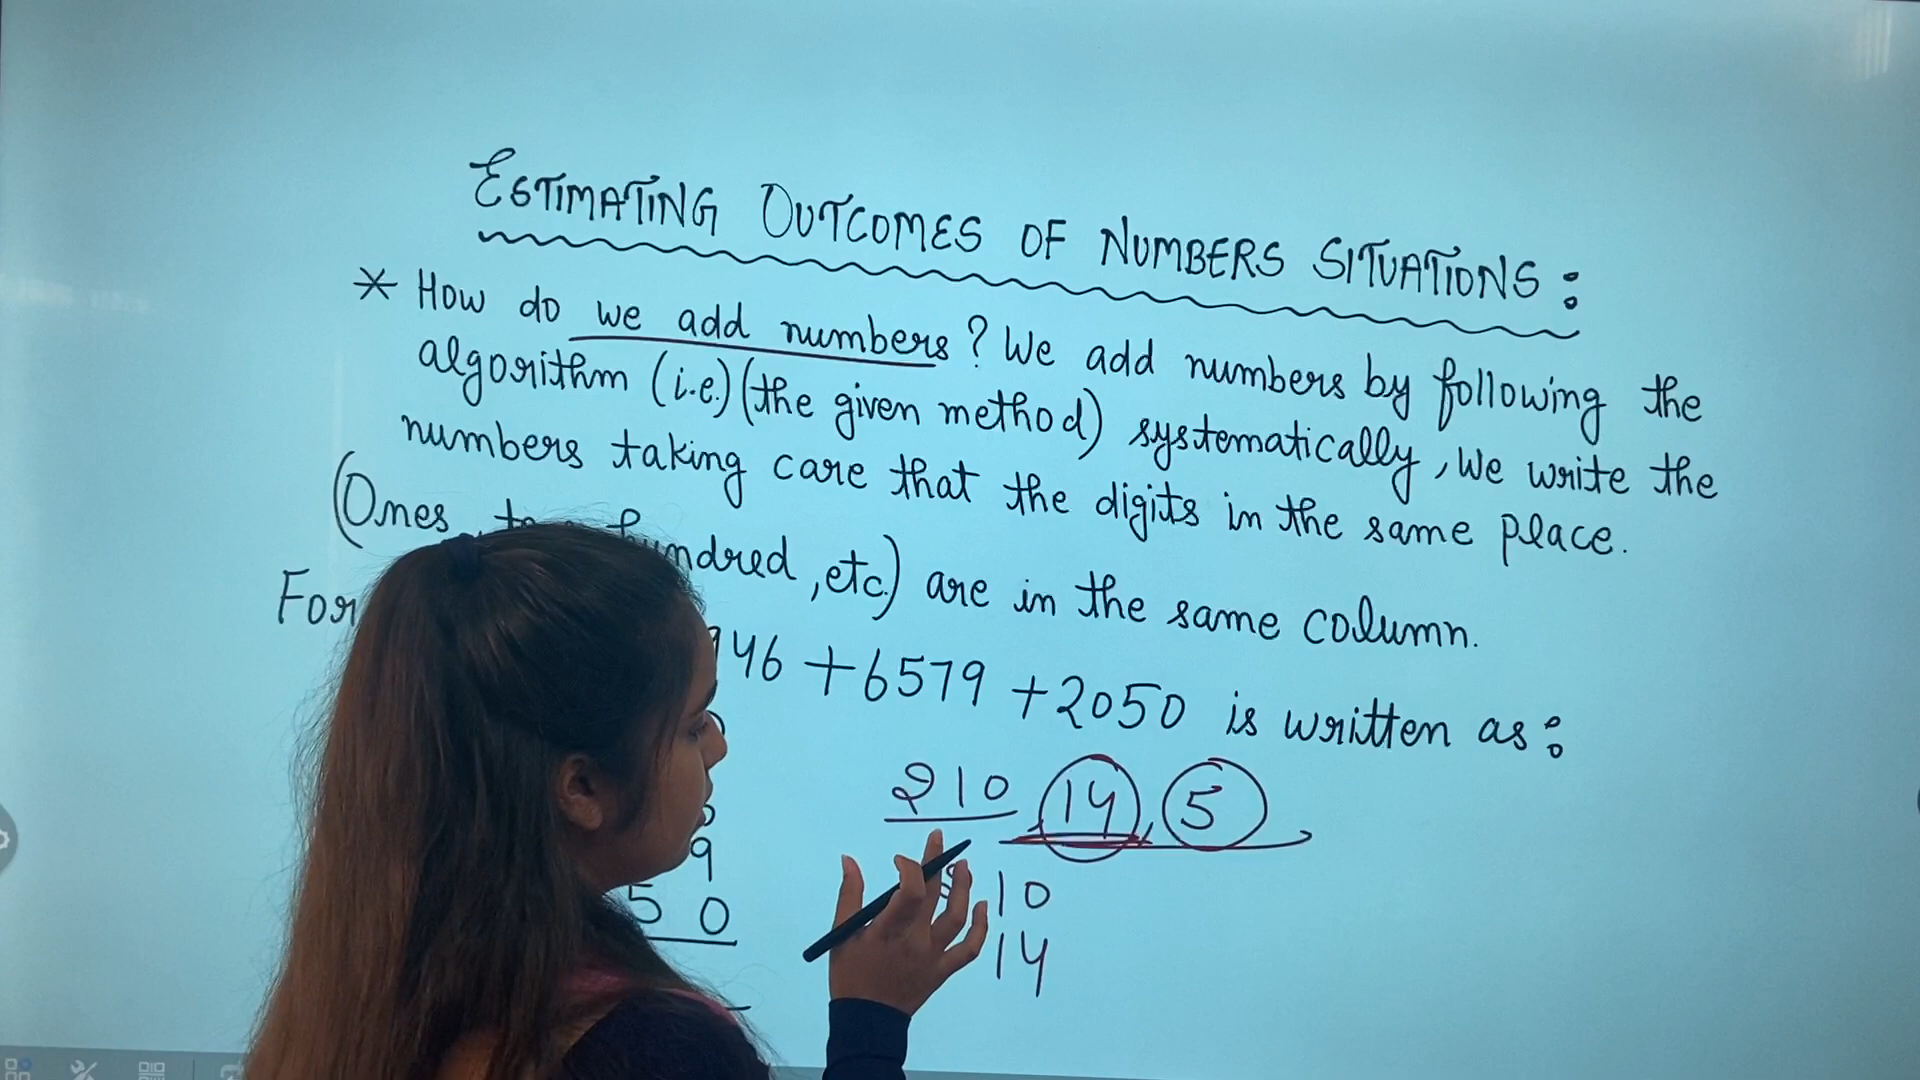 ESTIMATING OUTCOMES OF NUMBERS SITUATIONS :
* How do we add numbers ? We add numbers by following the
algorithm (i.e.) (the given method) systematically, We write the
numbers taking care that the digits in the same place.
(Ones, hundred, etc.) are in the same column.
46 + 6579 + 2050 is written as :
210, 14, 5
9
10
5 0
14